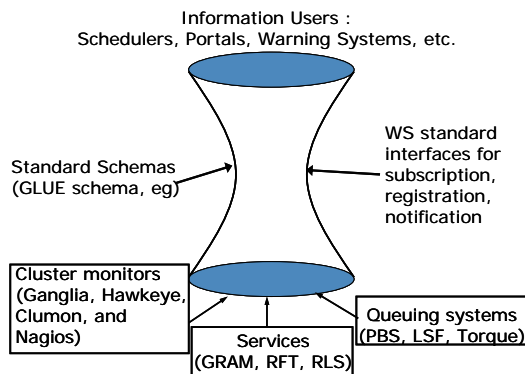 Information Users :
Schedulers, Portals, Warning Systems, etc.
Standard Schemas
(GLUE schema, eg)
WS standard
interfaces for
subscription,
registration,
notification
Cluster monitors
(Ganglia, Hawkeye,
Clumon, and
Nagios)
Services
(GRAM, RFT, RLS)
Queuing systems
(PBS, LSF, Torque)